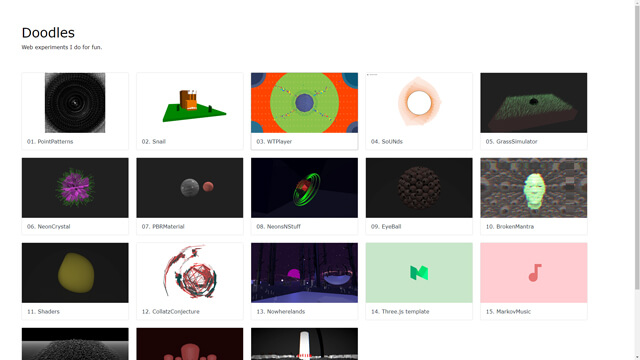 Doodles
Web experiments I do for fun.
01. PointPatterns
02. Snail
03. WTPlayer
04. SoUNds
05. GrassSimulator
06. NeonCrystal
07. PBRMaterial
08. NeonsNStuff
09. EyeBall
10. BrokenMantra
11. Shaders
12. CollatzConjecture
13. Nowherelands
14. Three.js template
15. MarkovMusic